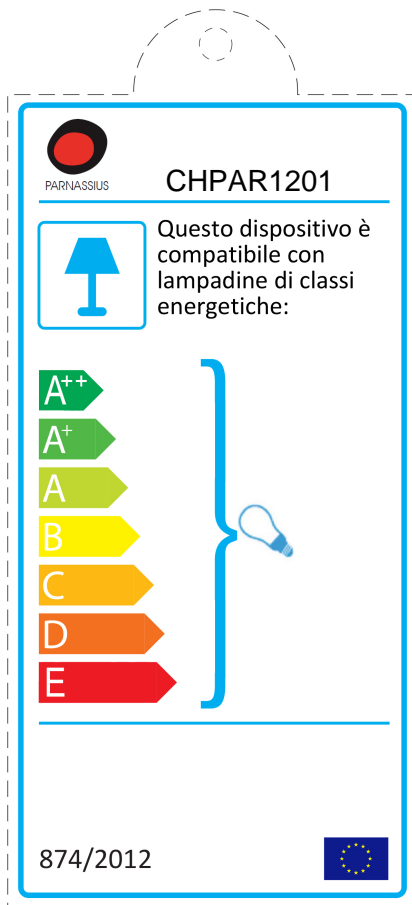 PARNASSIUS
CHPAR1201
Questo dispositivo è
compatibile con
lampadine di classi
energetiche:
A++
A+
A
B
C
D
E
874/2012